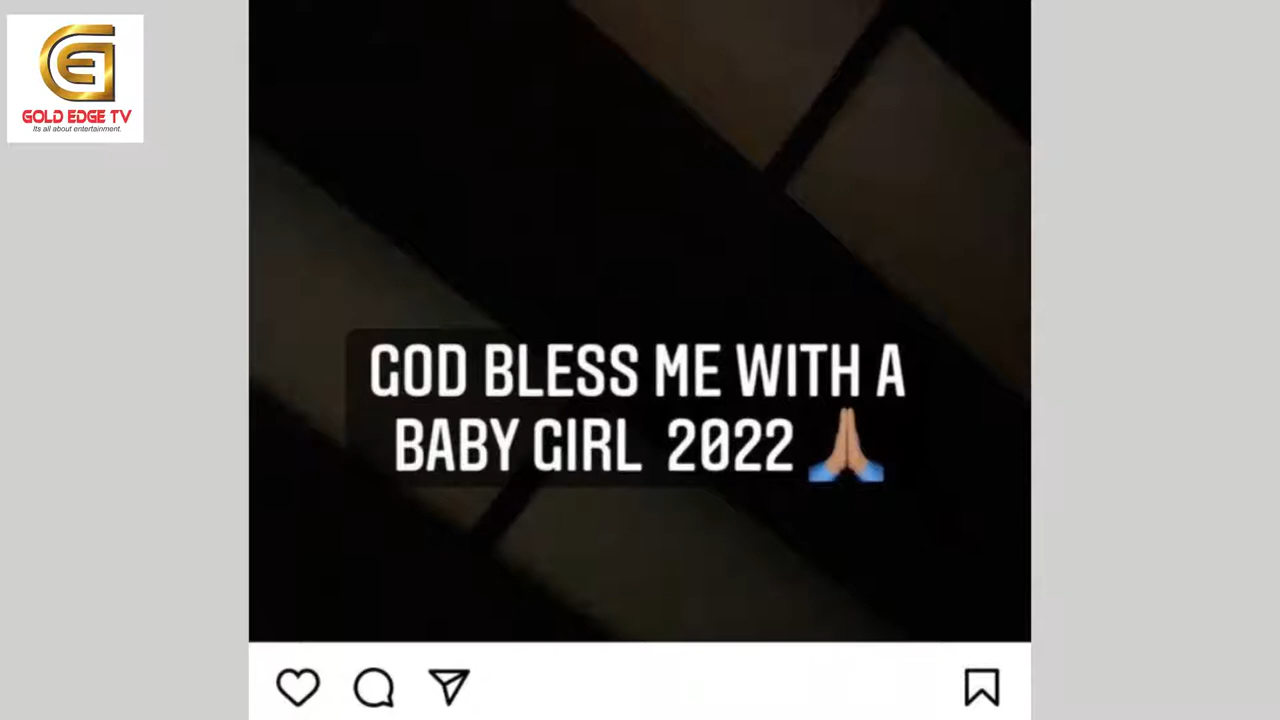 GOLD EDGE TV
Its all about entertainment.
GOD BLESS ME WITH A
BABY GIRL 2022 🙏🏽